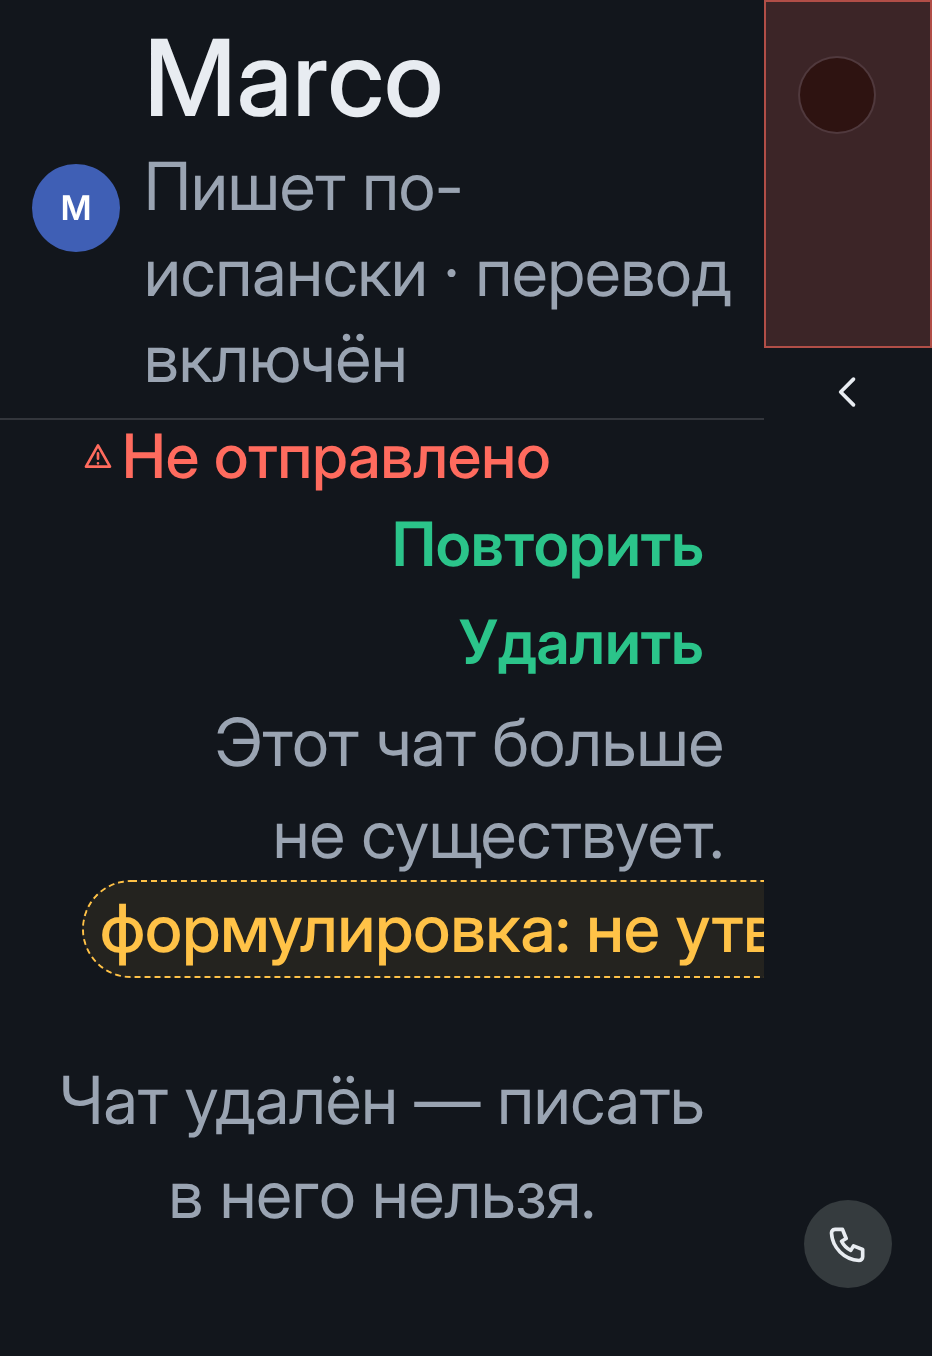 Marco
M
Пишет по-
испански · перевод
включён
Не отправлено
Повторить
Удалить
Этот чат больше
не существует.
формулировка: не
Чат удалён — писать
в него нельзя.